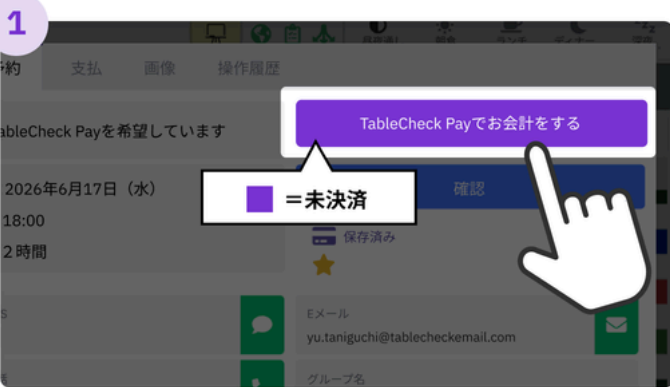 1
予約
支払
画像
操作履歴
ableCheck Payを希望しています
TableCheck Payでお会計をする
2026年6月17日（水）
確認
＝未決済
18:00
保存済み
２時間
Eメール
yu.taniguchi@tablecheckemail.com
グループ名